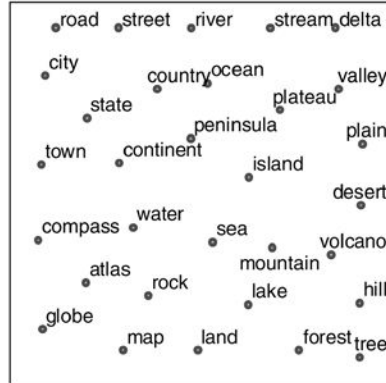 road street river stream delta
city country ocean valley
state plateau
peninsula plain
town continent island
desert
compass water sea volcano
mountain
atlas rock lake hill
globe map land forest tree